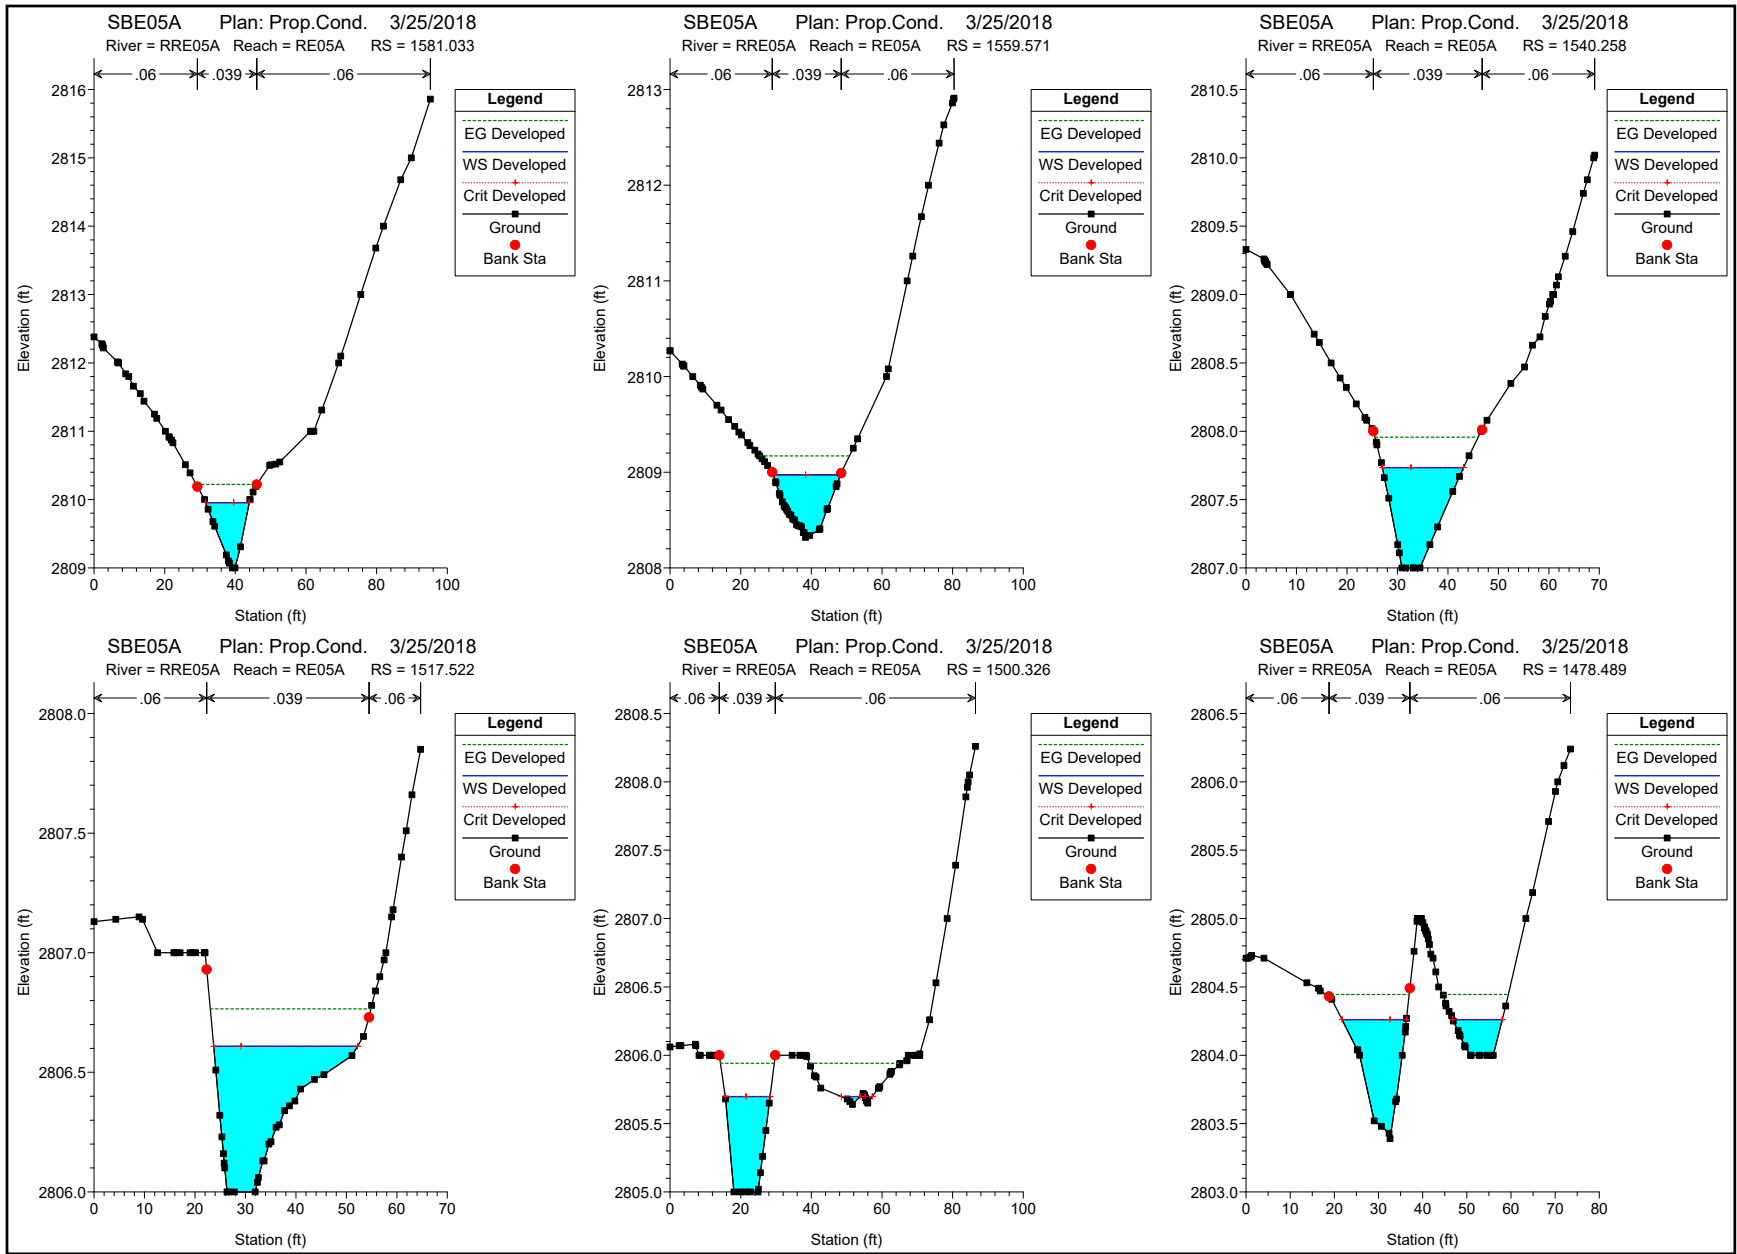 SBE05A Plan: Prop.Cond. 3/25/2018
River = RRE05A Reach = RE05A RS = 1581.033
.06 .039 .06
Legend
EG Developed
WS Developed
Crit Developed
Ground
Bank Sta
2816
2815
2814
2813
2812
2811
2810
2809
Elevation (ft)
0 20 40 60 80 100
Station (ft)
SBE05A Plan: Prop.Cond. 3/25/2018
River = RRE05A Reach = RE05A RS = 1559.571
.06 .039 .06
Legend
EG Developed
WS Developed
Crit Developed
Ground
Bank Sta
2813
2812
2811
2810
2809
2808
Elevation (ft)
0 20 40 60 80 100
Station (ft)
SBE05A Plan: Prop.Cond. 3/25/2018
River = RRE05A Reach = RE05A RS = 1540.258
.06 .039 .06
Legend
EG Developed
WS Developed
Crit Developed
Ground
Bank Sta
2810.5
2810.0
2809.5
2809.0
2808.5
2808.0
2807.5
2807.0
Elevation (ft)
0 10 20 30 40 50 60 70
Station (ft)
SBE05A Plan: Prop.Cond. 3/25/2018
River = RRE05A Reach = RE05A RS = 1517.522
.06 .039 .06
Legend
EG Developed
WS Developed
Crit Developed
Ground
Bank Sta
2808.0
2807.5
2807.0
2806.5
2806.0
Elevation (ft)
0 10 20 30 40 50 60 70
Station (ft)
SBE05A Plan: Prop.Cond. 3/25/2018
River = RRE05A Reach = RE05A RS = 1500.326
.06 .039 .06
Legend
EG Developed
WS Developed
Crit Developed
Ground
Bank Sta
2808.5
2808.0
2807.5
2807.0
2806.5
2806.0
2805.5
2805.0
Elevation (ft)
0 20 40 60 80 100
Station (ft)
SBE05A Plan: Prop.Cond. 3/25/2018
River = RRE05A Reach = RE05A RS = 1478.489
.06 .039 .06
Legend
EG Developed
WS Developed
Crit Developed
Ground
Bank Sta
2806.5
2806.0
2805.5
2805.0
2804.5
2804.0
2803.5
2803.0
Elevation (ft)
0 10 20 30 40 50 60 70 80
Station (ft)